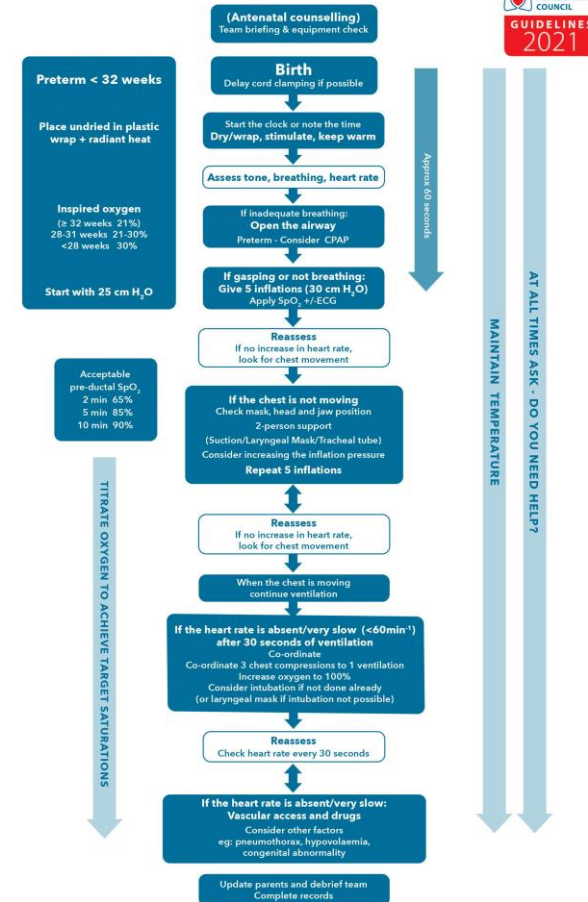 COUNCIL
GUIDELINES
2021
(Antenatal counselling)
Team briefing & equipment check
Birth
Delay cord clamping if possible
Start the clock or note the time
Dry/wrap, stimulate, keep warm
Assess tone, breathing, heart rate
If inadequate breathing:
Open the airway
Preterm - Consider CPAP
If gasping or not breathing:
Give 5 inflations (30 cm H₂O)
Apply SpO₂ +/-ECG
Reassess
If no increase in heart rate,
look for chest movement
If the chest is not moving
Check mask, head and jaw position
2-person support
(Suction/Laryngeal Mask/Tracheal tube)
Consider increasing the inflation pressure
Repeat 5 inflations
Reassess
If no increase in heart rate,
look for chest movement
When the chest is moving
continue ventilation
If the heart rate is absent/very slow (<60min⁻¹)
after 30 seconds of ventilation
Co-ordinate
Co-ordinate 3 chest compressions to 1 ventilation
Increase oxygen to 100%
Consider intubation if not done already
(or laryngeal mask if intubation not possible)
Reassess
Check heart rate every 30 seconds
If the heart rate is absent/very slow:
Vascular access and drugs
Consider other factors
eg: pneumothorax, hypovolaemia,
congenital abnormality
Update parents and debrief team
Complete records
Preterm < 32 weeks
Place undried in plastic
wrap + radiant heat
Inspired oxygen
(≥ 32 weeks 21%)
28-31 weeks 21-30%
<28 weeks 30%
Start with 25 cm H₂O
Acceptable
pre-ductal SpO₂
2 min 65%
5 min 85%
10 min 90%
TITRATE OXYGEN TO ACHIEVE TARGET SATURATIONS
Approx 60 seconds
MAINTAIN TEMPERATURE
AT ALL TIMES ASK - DO YOU NEED HELP?